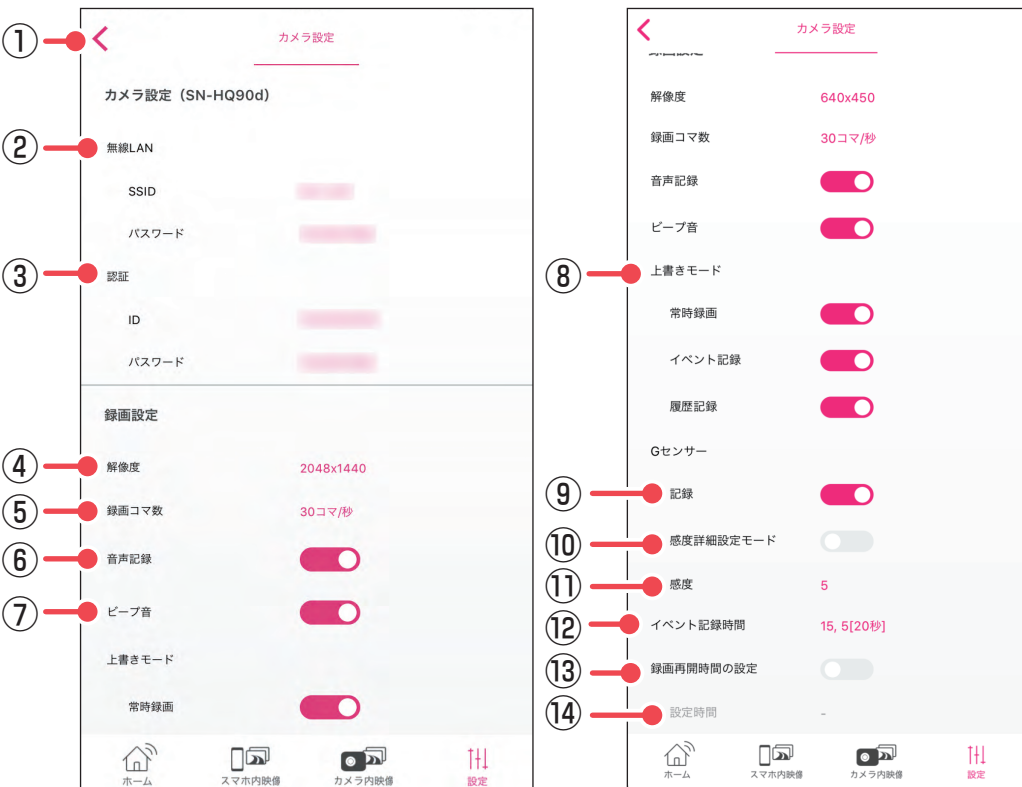 ①
カメラ設定
カメラ設定（SN-HQ90d）
② 無線LAN
SSID
パスワード
③ 認証
ID
パスワード
録画設定
④ 解像度 2048x1440
⑤ 録画コマ数 30コマ/秒
⑥ 音声記録
⑦ ビープ音
上書きモード
常時録画
ホーム スマホ内映像 カメラ内映像 設定
カメラ設定
録画設定
解像度 640x450
録画コマ数 30コマ/秒
音声記録
ビープ音
⑧ 上書きモード
常時録画
イベント記録
履歴記録
Gセンサー
⑨ 記録
⑩ 感度詳細設定モード
⑪ 感度 5
⑫ イベント記録時間 15, 5[20秒]
⑬ 録画再開時間の設定
⑭ 設定時間 -
ホーム スマホ内映像 カメラ内映像 設定